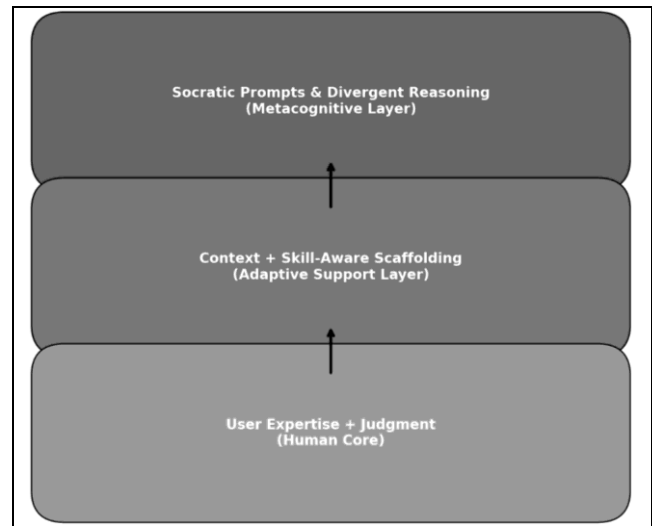 Socratic Prompts & Divergent Reasoning
(Metacognitive Layer)
Context + Skill-Aware Scaffolding
(Adaptive Support Layer)
User Expertise + Judgment
(Human Core)